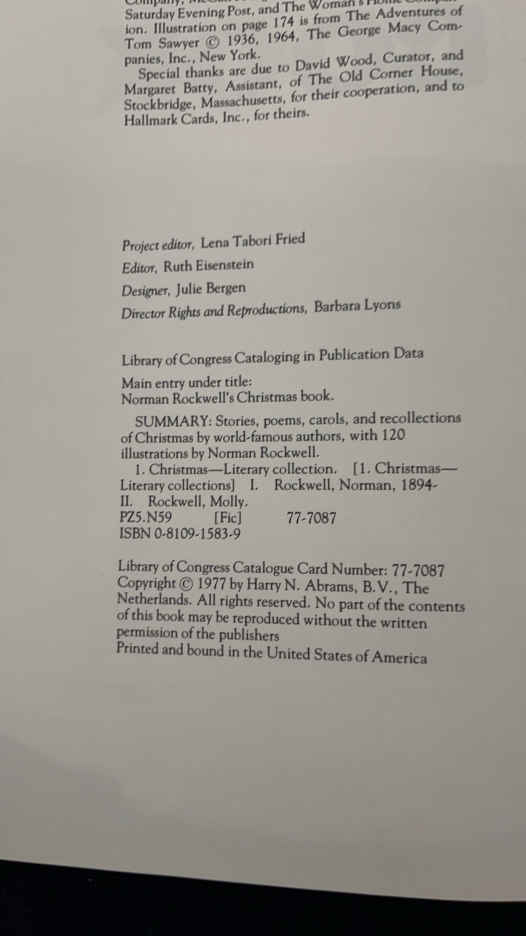 Saturday Evening Post, and The Woman's Home Compan-
ion. Illustration on page 174 is from The Adventures of
Tom Sawyer © 1936, 1964, The George Macy Com-
panies, Inc., New York.
Special thanks are due to David Wood, Curator, and
Margaret Batty, Assistant, of The Old Corner House,
Stockbridge, Massachusetts, for their cooperation, and to
Hallmark Cards, Inc., for theirs.
Project editor, Lena Tabori Fried
Editor, Ruth Eisenstein
Designer, Julie Bergen
Director Rights and Reproductions, Barbara Lyons
Library of Congress Cataloging in Publication Data
Main entry under title:
Norman Rockwell's Christmas book.
SUMMARY: Stories, poems, carols, and recollections
of Christmas by world-famous authors, with 120
illustrations by Norman Rockwell.
1. Christmas—Literary collection. [1. Christmas—
Literary collections] I. Rockwell, Norman, 1894-
II. Rockwell, Molly.
PZ5.N59 [Fic] 77-7087
ISBN 0-8109-1583-9
Library of Congress Catalogue Card Number: 77-7087
Copyright © 1977 by Harry N. Abrams, B.V., The
Netherlands. All rights reserved. No part of the contents
of this book may be reproduced without the written
permission of the publishers
Printed and bound in the United States of America